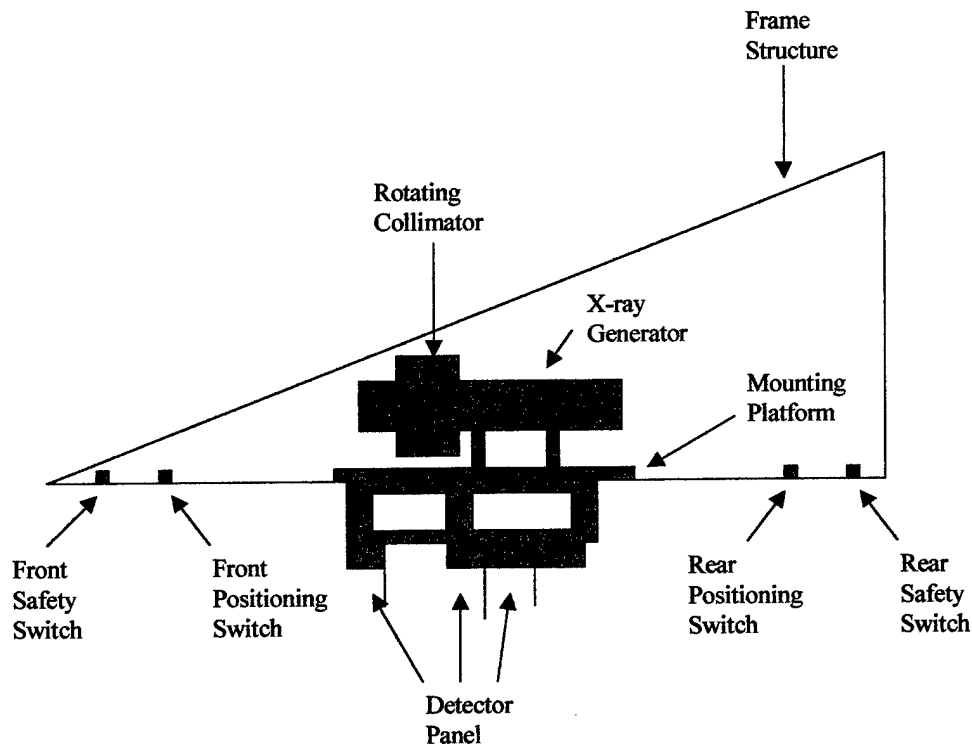 Frame
Structure
Rotating
Collimator
X-ray
Generator
Mounting
Platform
Front
Safety
Switch
Front
Positioning
Switch
Rear
Positioning
Switch
Rear
Safety
Switch
Detector
Panel